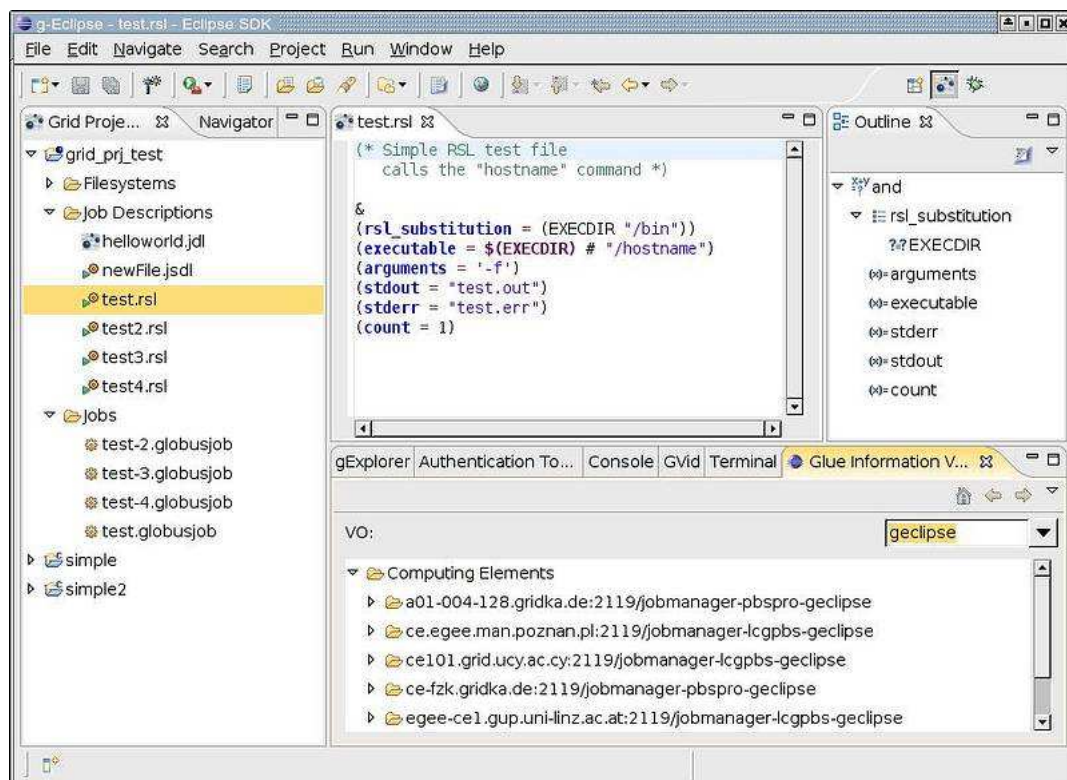 g-Eclipse - test.rsl - Eclipse SDK
File Edit Navigate Search Project Run Window Help
Grid Proje... Navigator
grid_prj_test
Filesystems
Job Descriptions
helloworld.jdl
newFile.jsdl
test.rsl
test2.rsl
test3.rsl
test4.rsl
Jobs
test-2.globusjob
test-3.globusjob
test-4.globusjob
test.globusjob
simple
simple2
test.rsl
(* Simple RSL test file
calls the "hostname" command *)
&
(rsl_substitution = (EXECDIR "/bin"))
(executable = $(EXECDIR) # "/hostname")
(arguments = '-f')
(stdout = "test.out")
(stderr = "test.err")
(count = 1)
Outline
and
rsl_substitution
EXECDIR
(x)= arguments
(x)= executable
(x)= stderr
(x)= stdout
(x)= count
gExplorer Authentication To... Console GVid Terminal Glue Information V...
VO: geclipse
Computing Elements
a01-004-128.gridka.de:2119/jobmanager-pbspro-geclipse
ce.egee.man.poznan.pl:2119/jobmanager-lcgpbs-geclipse
ce101.grid.ucy.ac.cy:2119/jobmanager-lcgpbs-geclipse
ce-fzk.gridka.de:2119/jobmanager-pbspro-geclipse
egee-ce1.gup.uni-linz.ac.at:2119/jobmanager-lcgpbs-geclipse